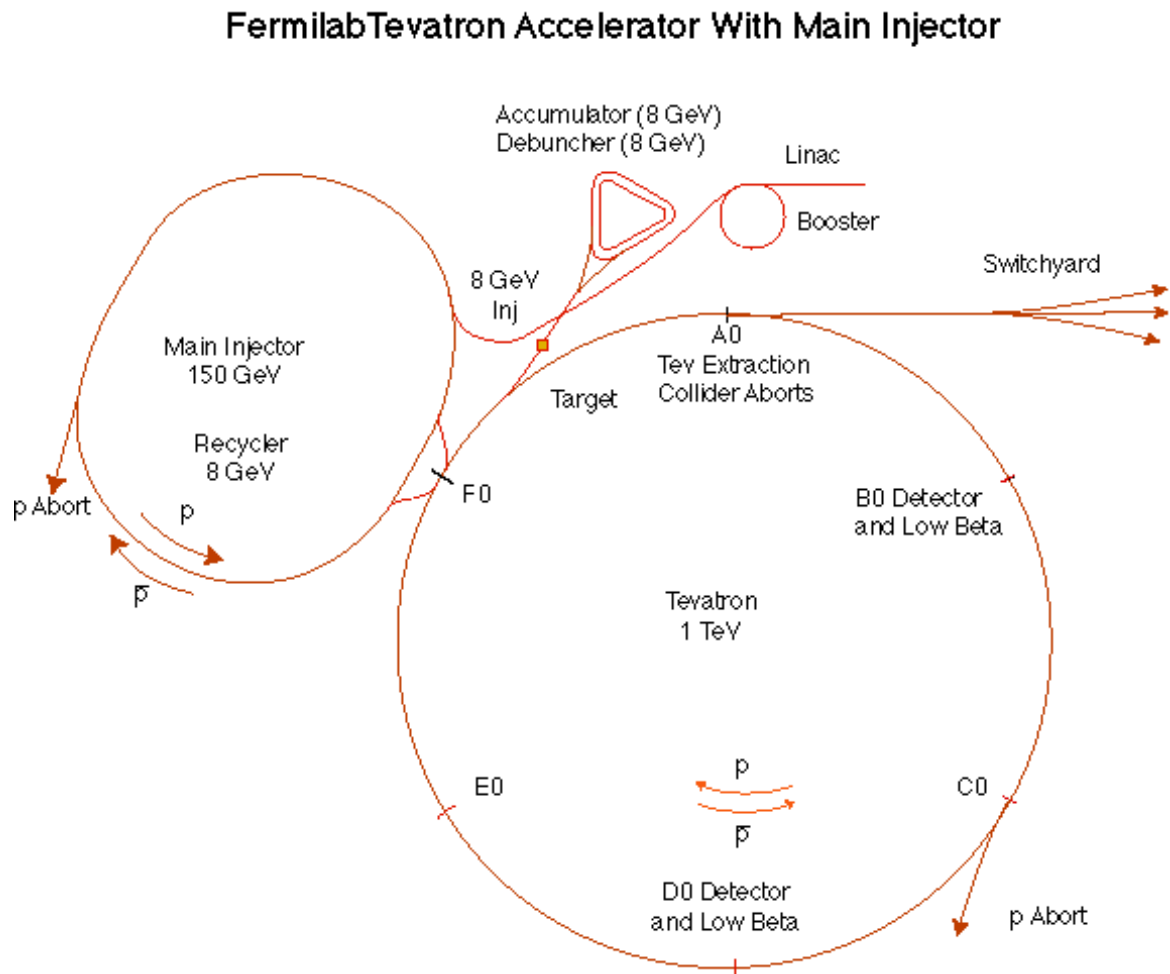 FermilabTevatron Accelerator With Main Injector
Accumulator (8 GeV)
Debuncher (8 GeV)
Linac
Booster
8 GeV
Inj
Switchyard
A0
Tev Extraction
Collider Aborts
Main Injector
150 GeV
Target
Recycler
8 GeV
F0
p Abort
p
p̅
B0 Detector
and Low Beta
Tevatron
1 TeV
E0
p
p̅
C0
D0 Detector
and Low Beta
p Abort